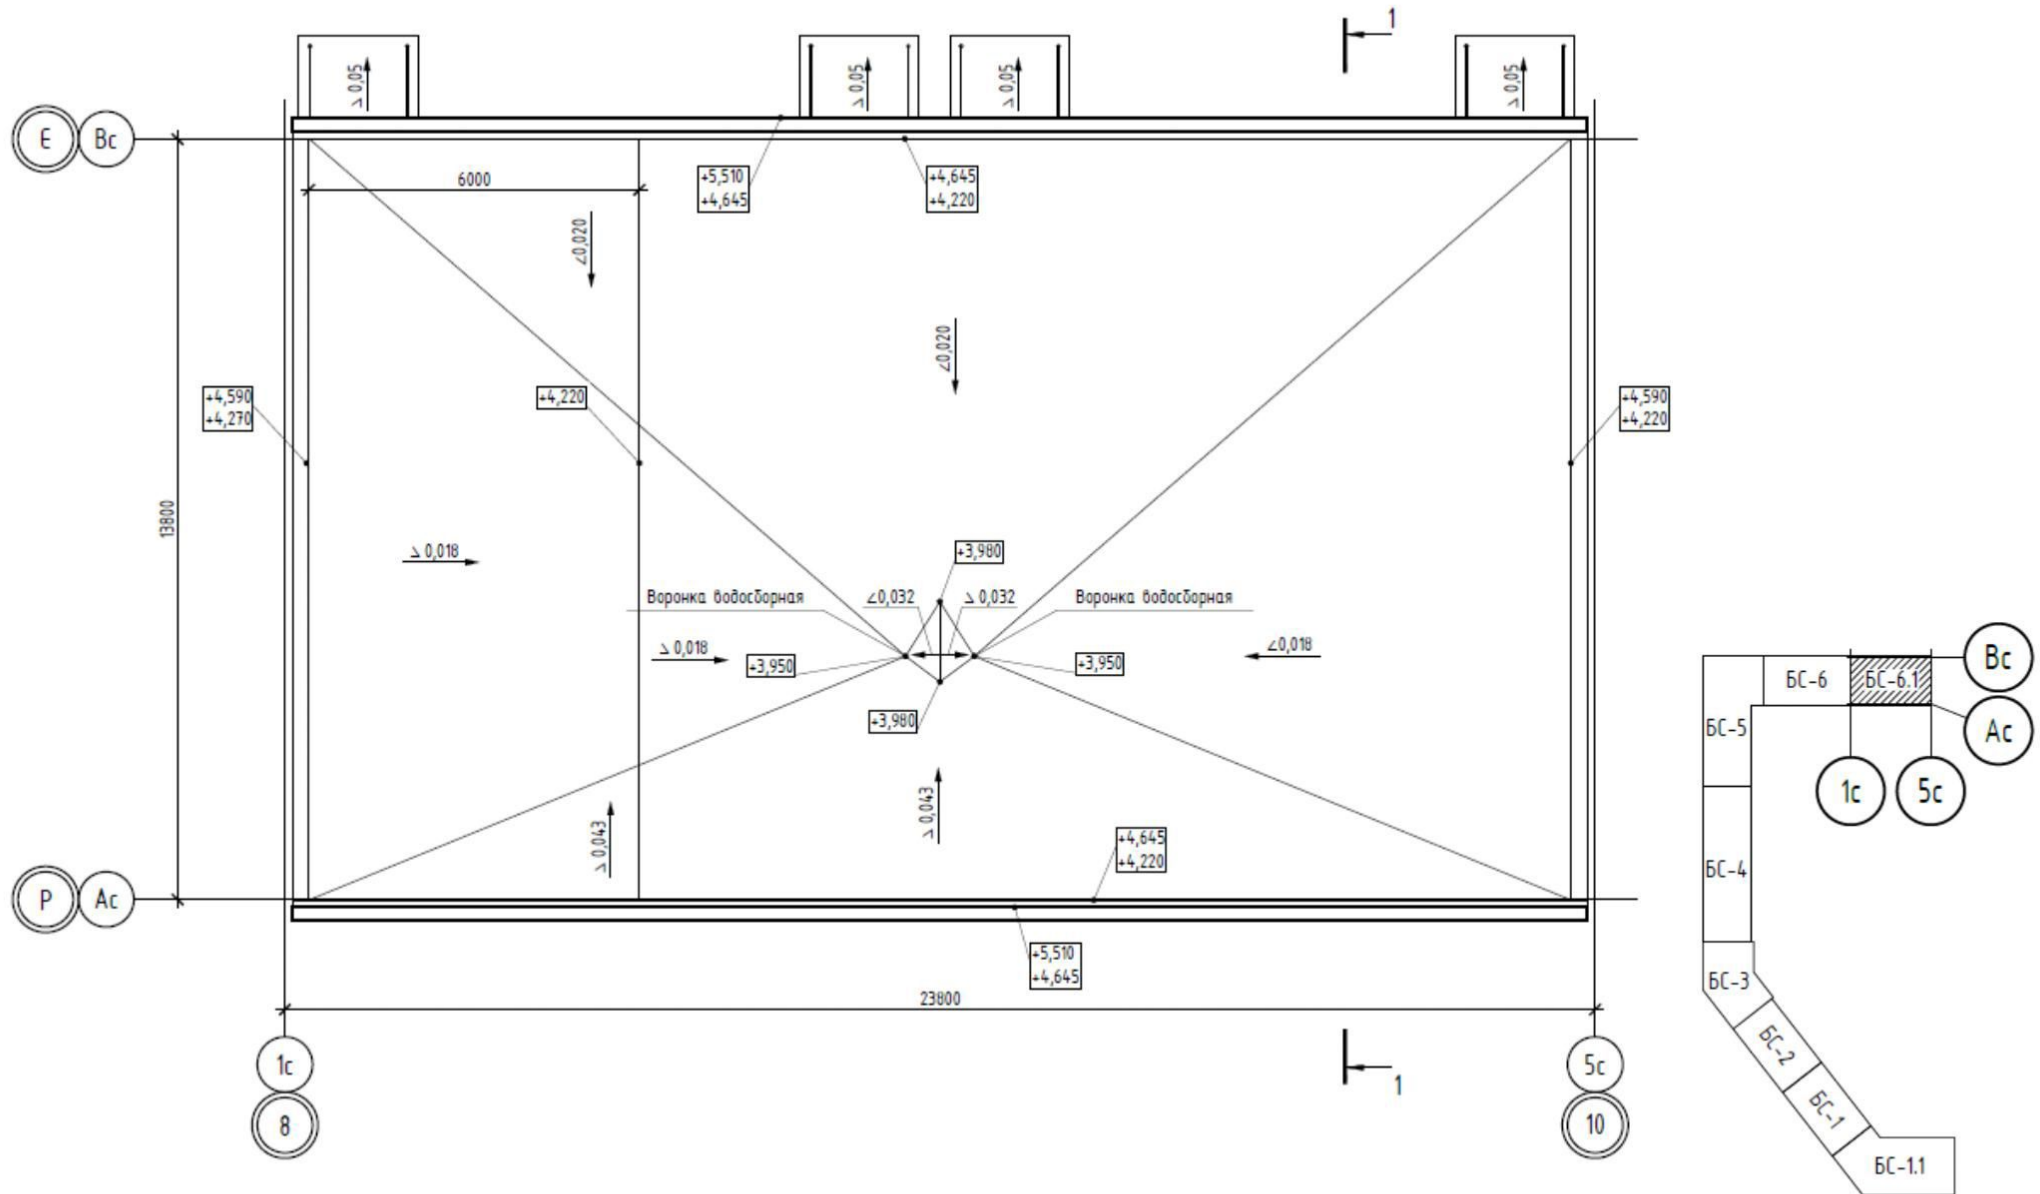 1
⦣ 0,05
⦣ 0,05
⦣ 0,05
⦣ 0,05
Е
Вс
6000
+5,510
+4,645
+4,645
+4,220
∠0,020
∠0,020
+4,590
+4,270
+4,220
+4,590
+4,220
13800
⦣ 0,018
+3,980
Воронка водосборная
∠0,032
⦣ 0,032
Воронка водосборная
⦣ 0,018
+3,950
+3,950
∠0,018
+3,980
⦣ 0,043
⦣ 0,043
+4,645
+4,220
Р
Ас
+5,510
+4,645
23800
1с
8
1
5с
10
БС-6
БС-6.1
Вс
Ас
БС-5
1с
5с
БС-4
БС-3
БС-2
БС-1
БС-1.1